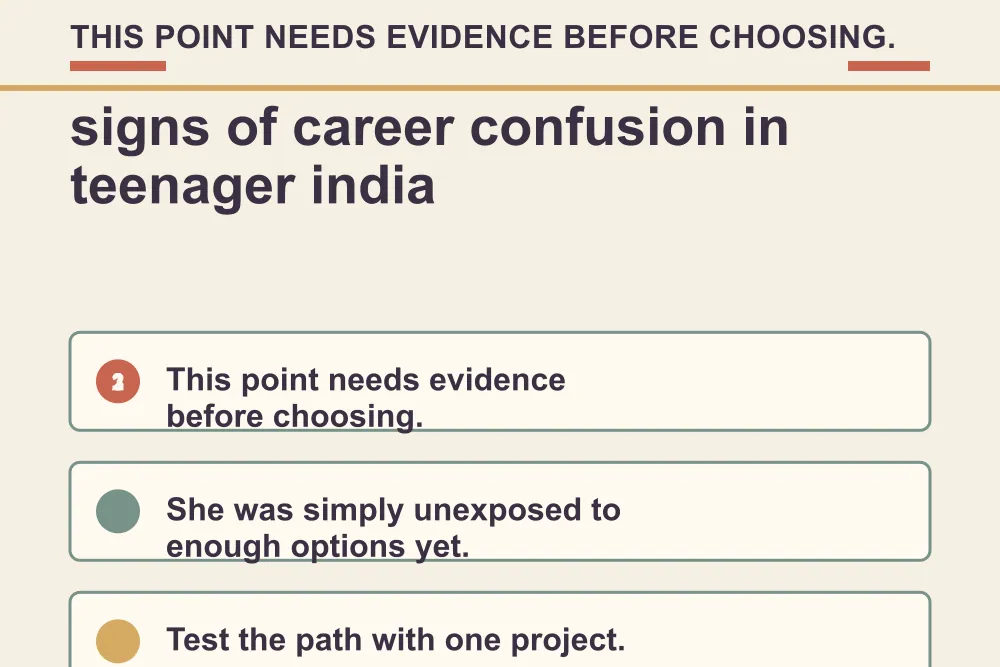 THIS POINT NEEDS EVIDENCE BEFORE CHOOSING.
signs of career confusion in
teenager india
This point needs evidence
before choosing.
She was simply unexposed to
enough options yet.
Test the path with one project.